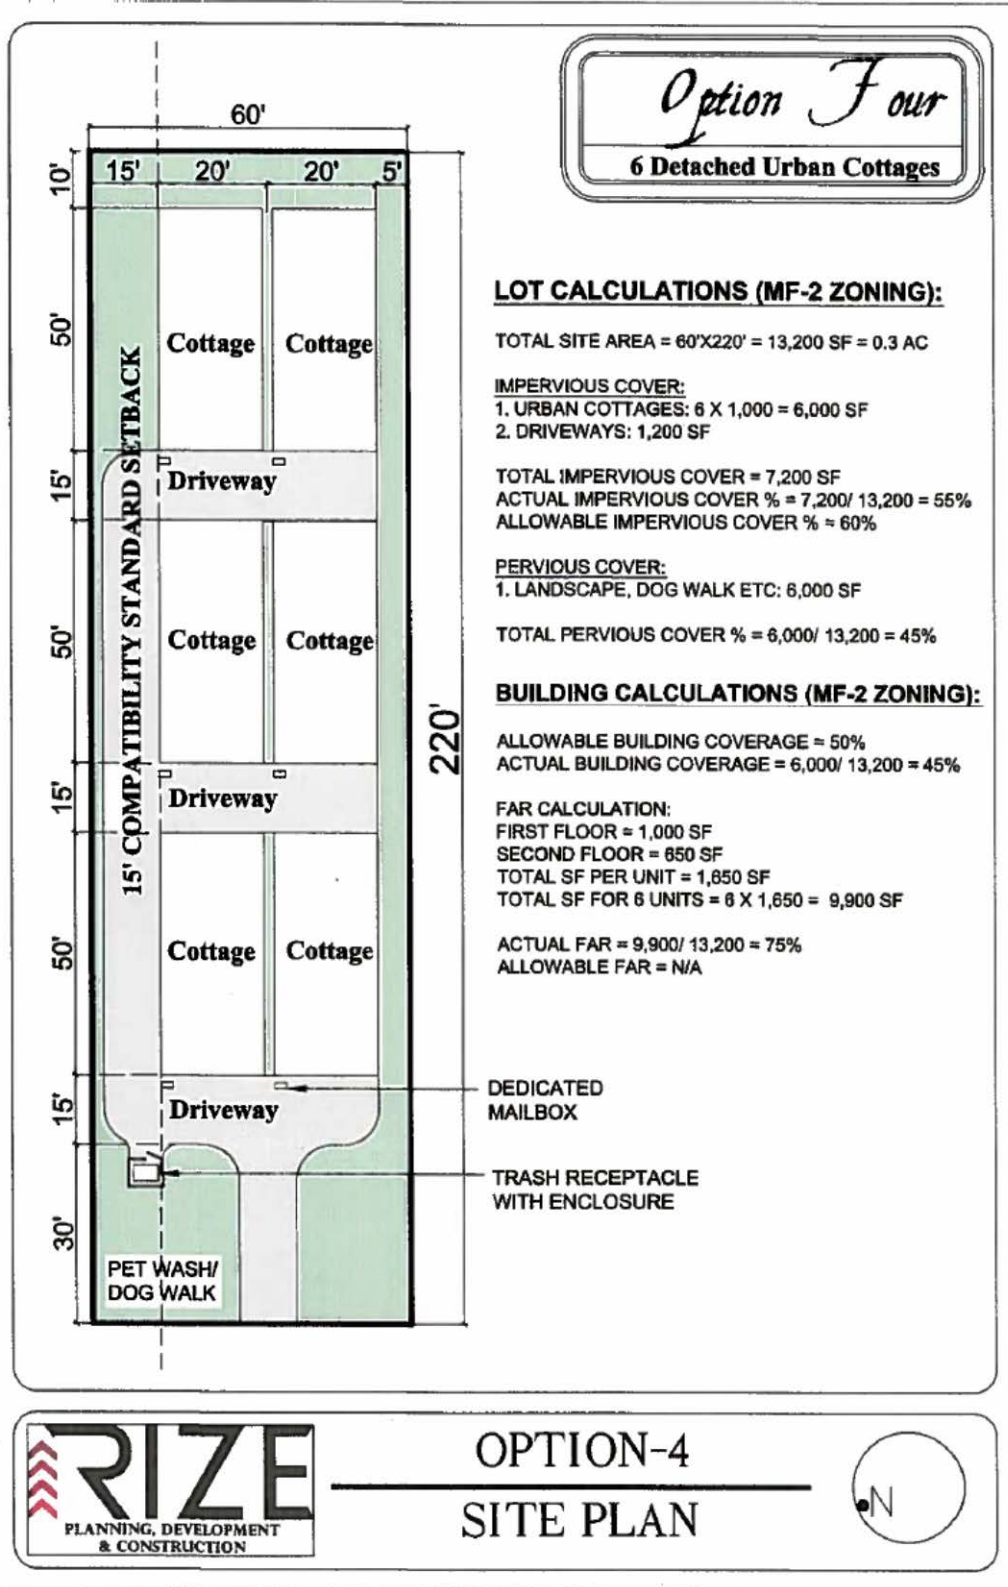 Option Four
6 Detached Urban Cottages
60'
15' 20' 20' 5'
10'
50'
15'
50'
15'
50'
15'
30'
220'
15' COMPATIBILITY STANDARD SETBACK
Cottage Cottage
Driveway
Cottage Cottage
Driveway
Cottage Cottage
Driveway
PET WASH/
DOG WALK
LOT CALCULATIONS (MF-2 ZONING):
TOTAL SITE AREA = 60'X220' = 13,200 SF = 0.3 AC
IMPERVIOUS COVER:
1. URBAN COTTAGES: 6 X 1,000 = 6,000 SF
2. DRIVEWAYS: 1,200 SF
TOTAL IMPERVIOUS COVER = 7,200 SF
ACTUAL IMPERVIOUS COVER % = 7,200/ 13,200 = 55%
ALLOWABLE IMPERVIOUS COVER % = 60%
PERVIOUS COVER:
1. LANDSCAPE, DOG WALK ETC: 6,000 SF
TOTAL PERVIOUS COVER % = 6,000/ 13,200 = 45%
BUILDING CALCULATIONS (MF-2 ZONING):
ALLOWABLE BUILDING COVERAGE = 50%
ACTUAL BUILDING COVERAGE = 6,000/ 13,200 = 45%
FAR CALCULATION:
FIRST FLOOR = 1,000 SF
SECOND FLOOR = 650 SF
TOTAL SF PER UNIT = 1,650 SF
TOTAL SF FOR 6 UNITS = 6 X 1,650 = 9,900 SF
ACTUAL FAR = 9,900/ 13,200 = 75%
ALLOWABLE FAR = N/A
DEDICATED
MAILBOX
TRASH RECEPTACLE
WITH ENCLOSURE
RIZE
PLANNING, DEVELOPMENT
& CONSTRUCTION
OPTION-4
SITE PLAN
N